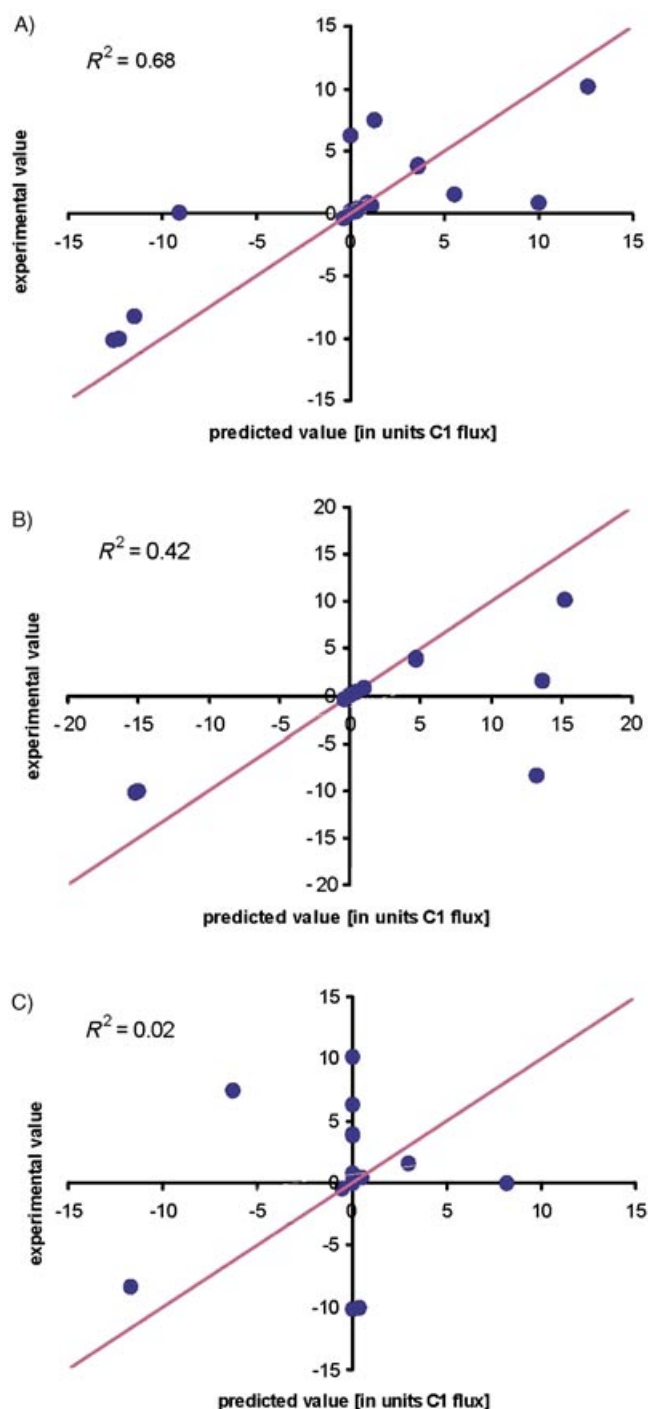 A)
R² = 0.68
experimental value
15
10
5
0
-15 -10 -5 0 5 10 15
-5
-10
-15
predicted value [in units C1 flux]
B)
R² = 0.42
experimental value
20
15
10
5
0
-20 -15 -10 -5 0 5 10 15 20
-5
-10
-15
-20
predicted value [in units C1 flux]
C)
R² = 0.02
experimental value
15
10
5
0
-15 -10 -5 0 5 10 15
-5
-10
-15
predicted value [in units C1 flux]